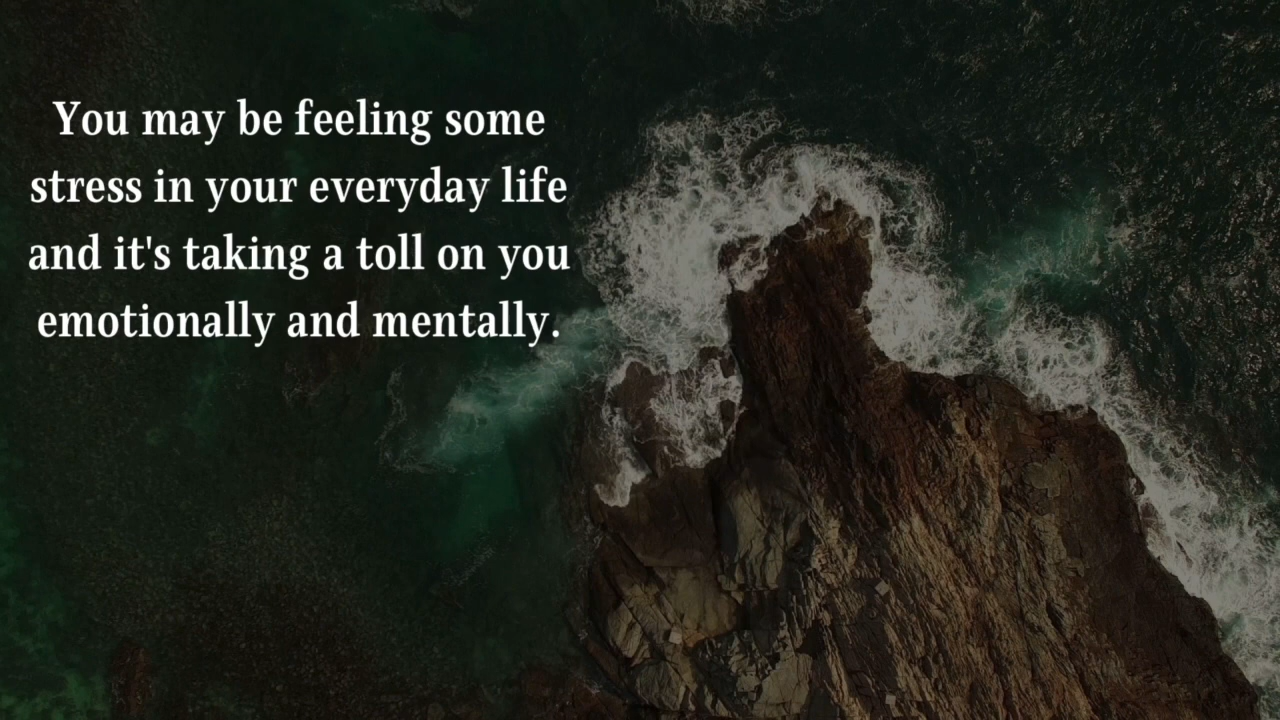 You may be feeling some
stress in your everyday life
and it's taking a toll on you
emotionally and mentally.